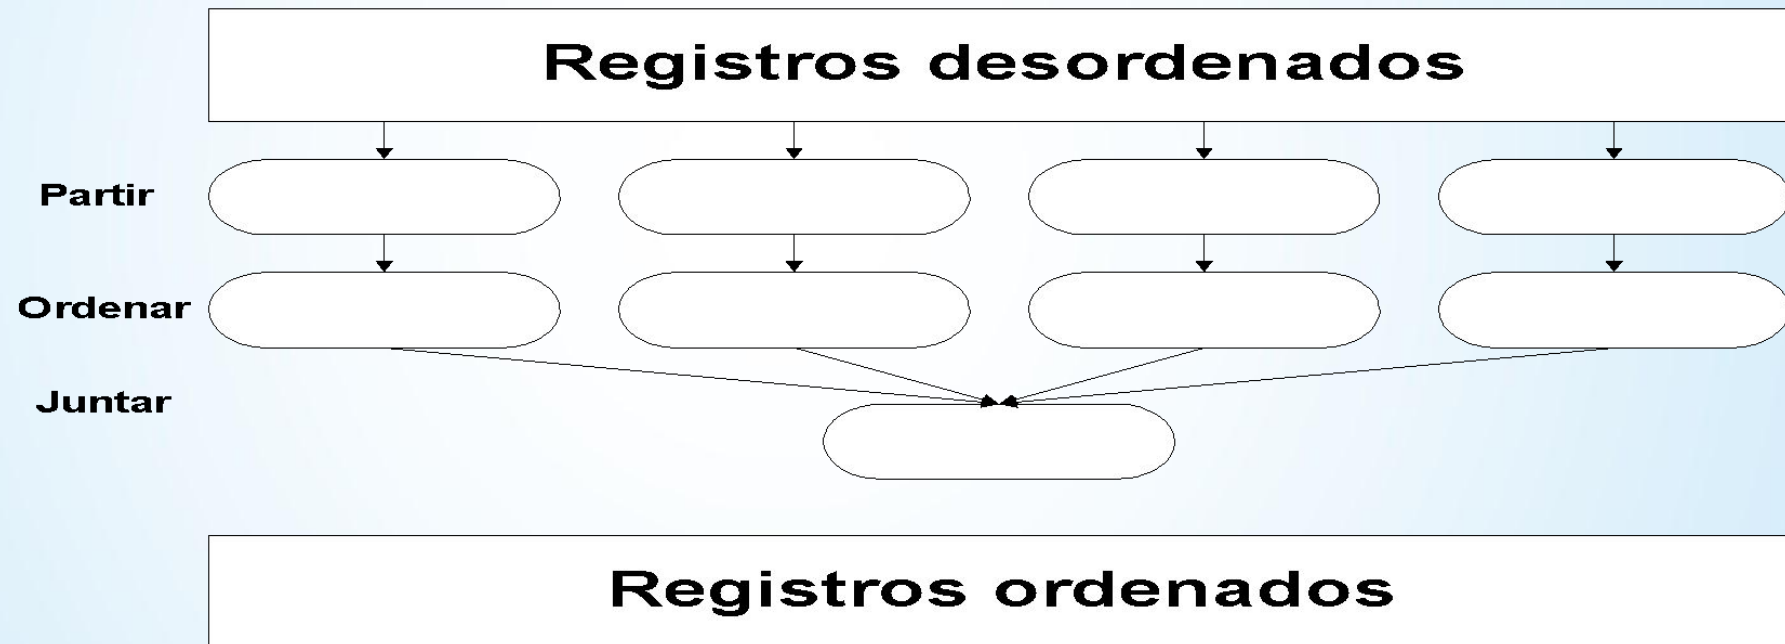 Registros desordenados
Partir
Ordenar
Juntar
Registros ordenados